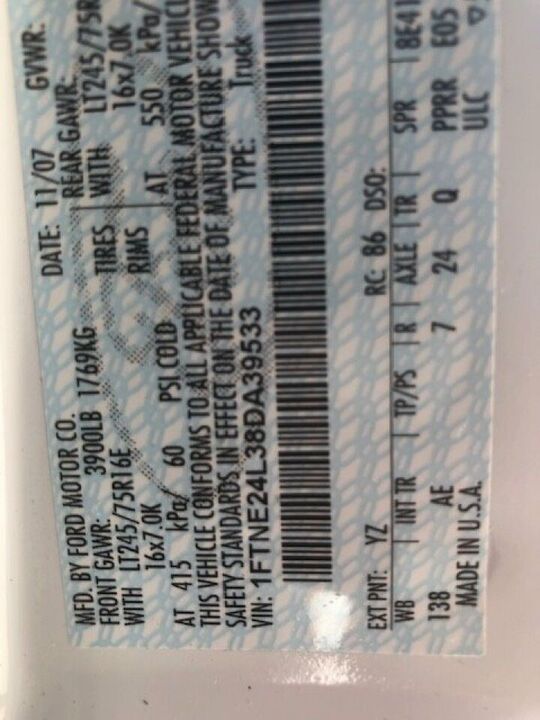 MFD. BY FORD MOTOR CO. DATE: 11/07 GVWR:
FRONT GAWR: 3900LB 1769KG REAR GAWR:
WITH LT245/75R16E TIRES WITH LT245/75R
16x7.0K RIMS 16x7.0K
AT 415 kPa/ 60 PSI COLD AT 550 kPa/
THIS VEHICLE CONFORMS TO ALL APPLICABLE FEDERAL MOTOR VEHICL
SAFETY STANDARDS IN EFFECT ON THE DATE OF MANUFACTURE SHOW
VIN: 1FTNE24L38DA39533 TYPE: Truck
EXT PNT: YZ RC: 86 DSO:
WB | INT TR | TP/PS | R | AXLE | TR | SPR | 8E41
138 AE 7 24 Q PPRR E05
MADE IN U.S.A. ULC